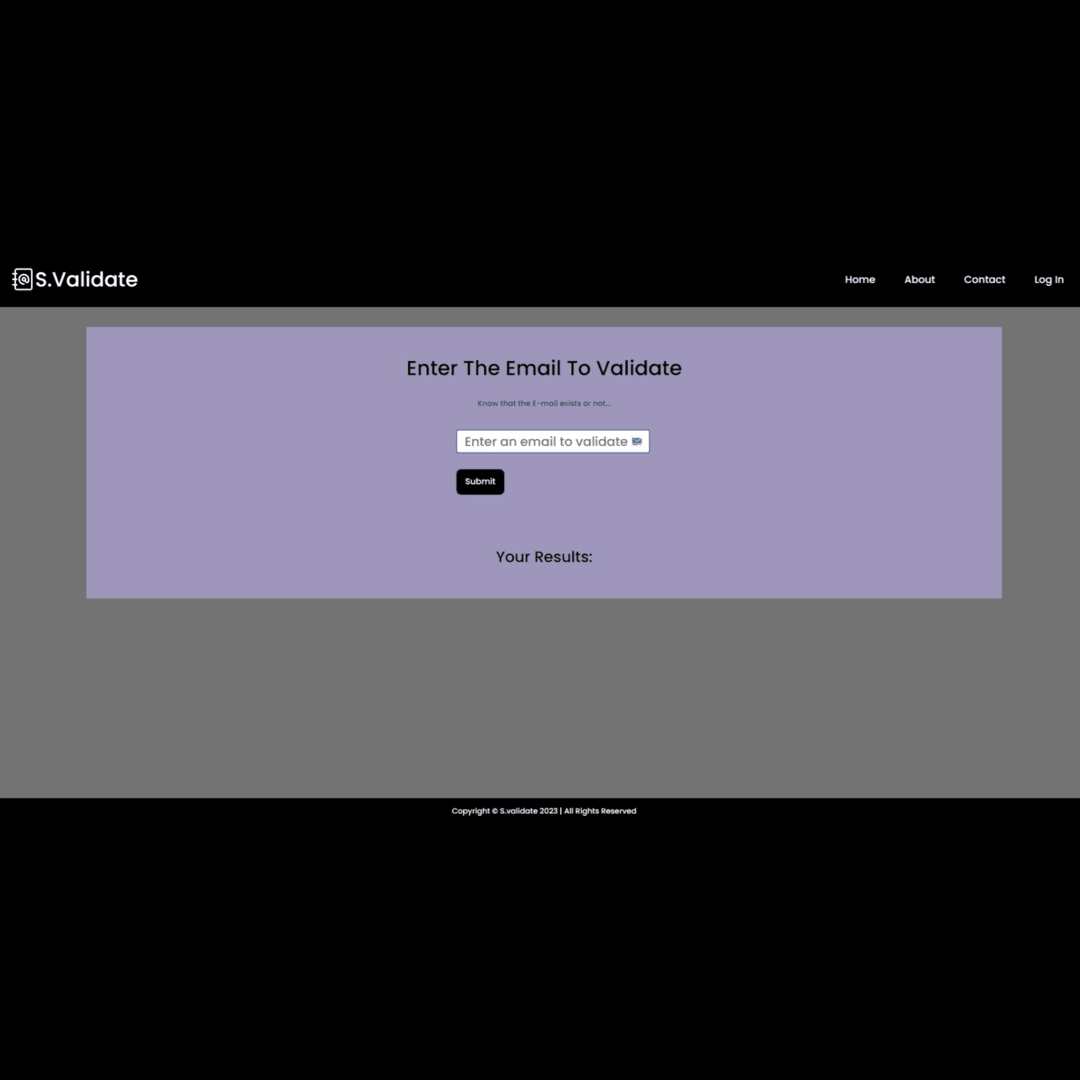 S.Validate
Home About Contact Log In
Enter The Email To Validate
Know that the E-mail exists or not...
Enter an email to validate 📧
Submit
Your Results:
Copyright © S.validate 2023 | All Rights Reserved